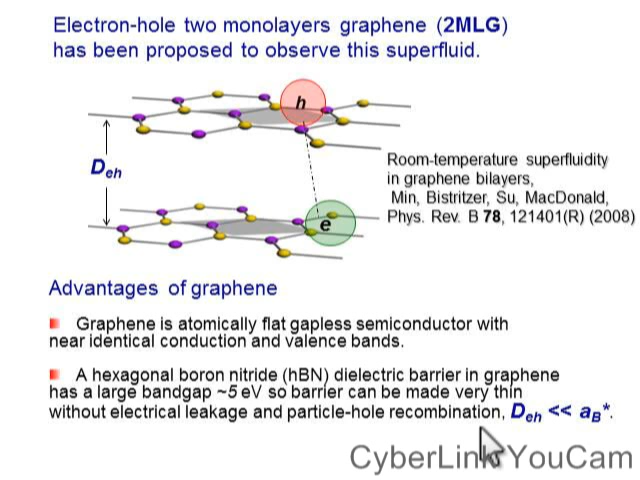 Electron-hole two monolayers graphene (2MLG)
has been proposed to observe this superfluid.
h
Deh
Room-temperature superfluidity
in graphene bilayers,
Min, Bistritzer, Su, MacDonald,
Phys. Rev. B 78, 121401(R) (2008)
e
Advantages of graphene
Graphene is atomically flat gapless semiconductor with
near identical conduction and valence bands.
A hexagonal boron nitride (hBN) dielectric barrier in graphene
has a large bandgap ~5 eV so barrier can be made very thin
without electrical leakage and particle-hole recombination, Deh << aB*.
CyberLink YouCam